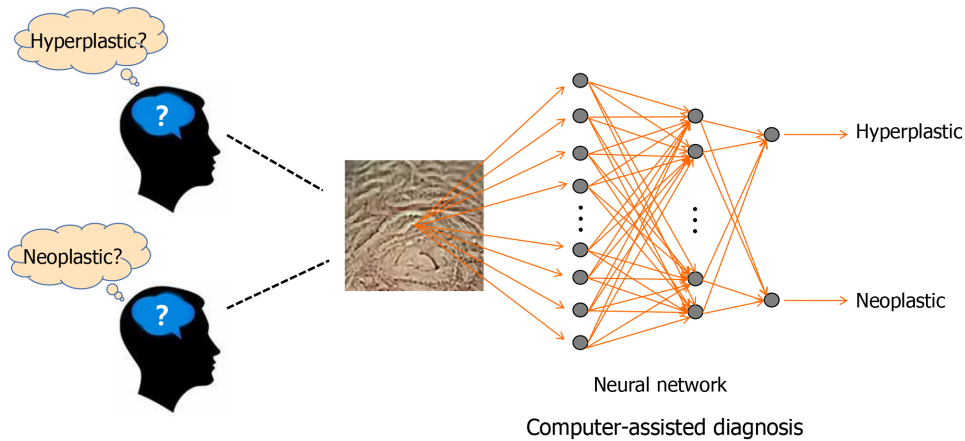 Hyperplastic?
?
Neoplastic?
?
Hyperplastic
Neoplastic
Neural network
Computer-assisted diagnosis